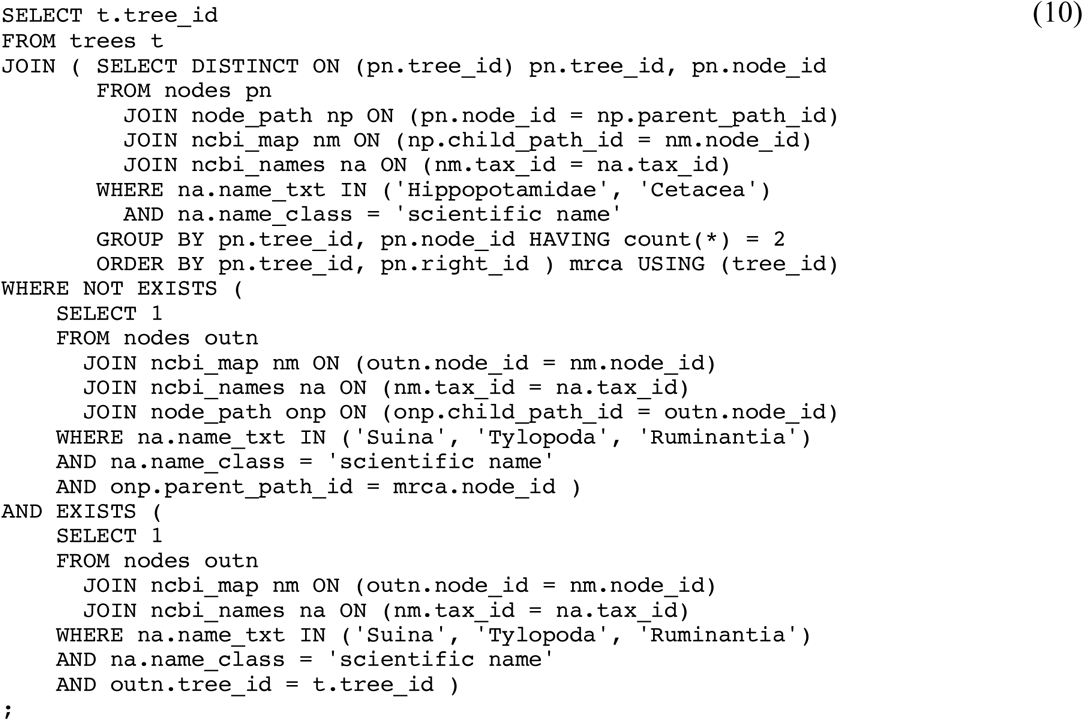 SELECT t.tree_id (10)
FROM trees t
JOIN ( SELECT DISTINCT ON (pn.tree_id) pn.tree_id, pn.node_id
FROM nodes pn
JOIN node_path np ON (pn.node_id = np.parent_path_id)
JOIN ncbi_map nm ON (np.child_path_id = nm.node_id)
JOIN ncbi_names na ON (nm.tax_id = na.tax_id)
WHERE na.name_txt IN ('Hippopotamidae', 'Cetacea')
AND na.name_class = 'scientific name'
GROUP BY pn.tree_id, pn.node_id HAVING count(*) = 2
ORDER BY pn.tree_id, pn.right_id ) mrca USING (tree_id)
WHERE NOT EXISTS (
SELECT 1
FROM nodes outn
JOIN ncbi_map nm ON (outn.node_id = nm.node_id)
JOIN ncbi_names na ON (nm.tax_id = na.tax_id)
JOIN node_path onp ON (onp.child_path_id = outn.node_id)
WHERE na.name_txt IN ('Suina', 'Tylopoda', 'Ruminantia')
AND na.name_class = 'scientific name'
AND onp.parent_path_id = mrca.node_id )
AND EXISTS (
SELECT 1
FROM nodes outn
JOIN ncbi_map nm ON (outn.node_id = nm.node_id)
JOIN ncbi_names na ON (nm.tax_id = na.tax_id)
WHERE na.name_txt IN ('Suina', 'Tylopoda', 'Ruminantia')
AND na.name_class = 'scientific name'
AND outn.tree_id = t.tree_id )
;